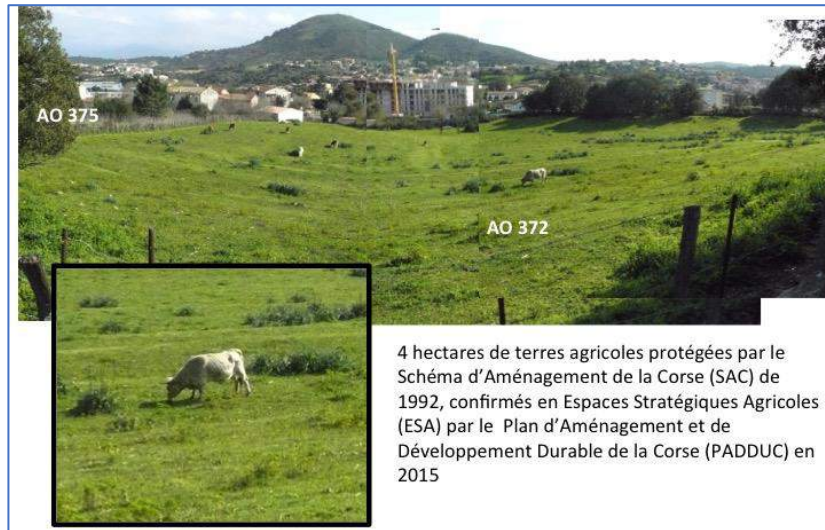 AO 375
AO 372
4 hectares de terres agricoles protégées par le
Schéma d’Aménagement de la Corse (SAC) de
1992, confirmés en Espaces Stratégiques Agricoles
(ESA) par le Plan d’Aménagement et de
Développement Durable de la Corse (PADDUC) en
2015